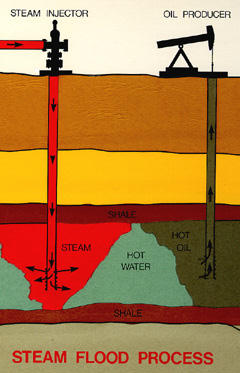 STEAM INJECTOR
OIL PRODUCER
SHALE
STEAM
HOT
WATER
HOT
OIL
SHALE
STEAM FLOOD PROCESS